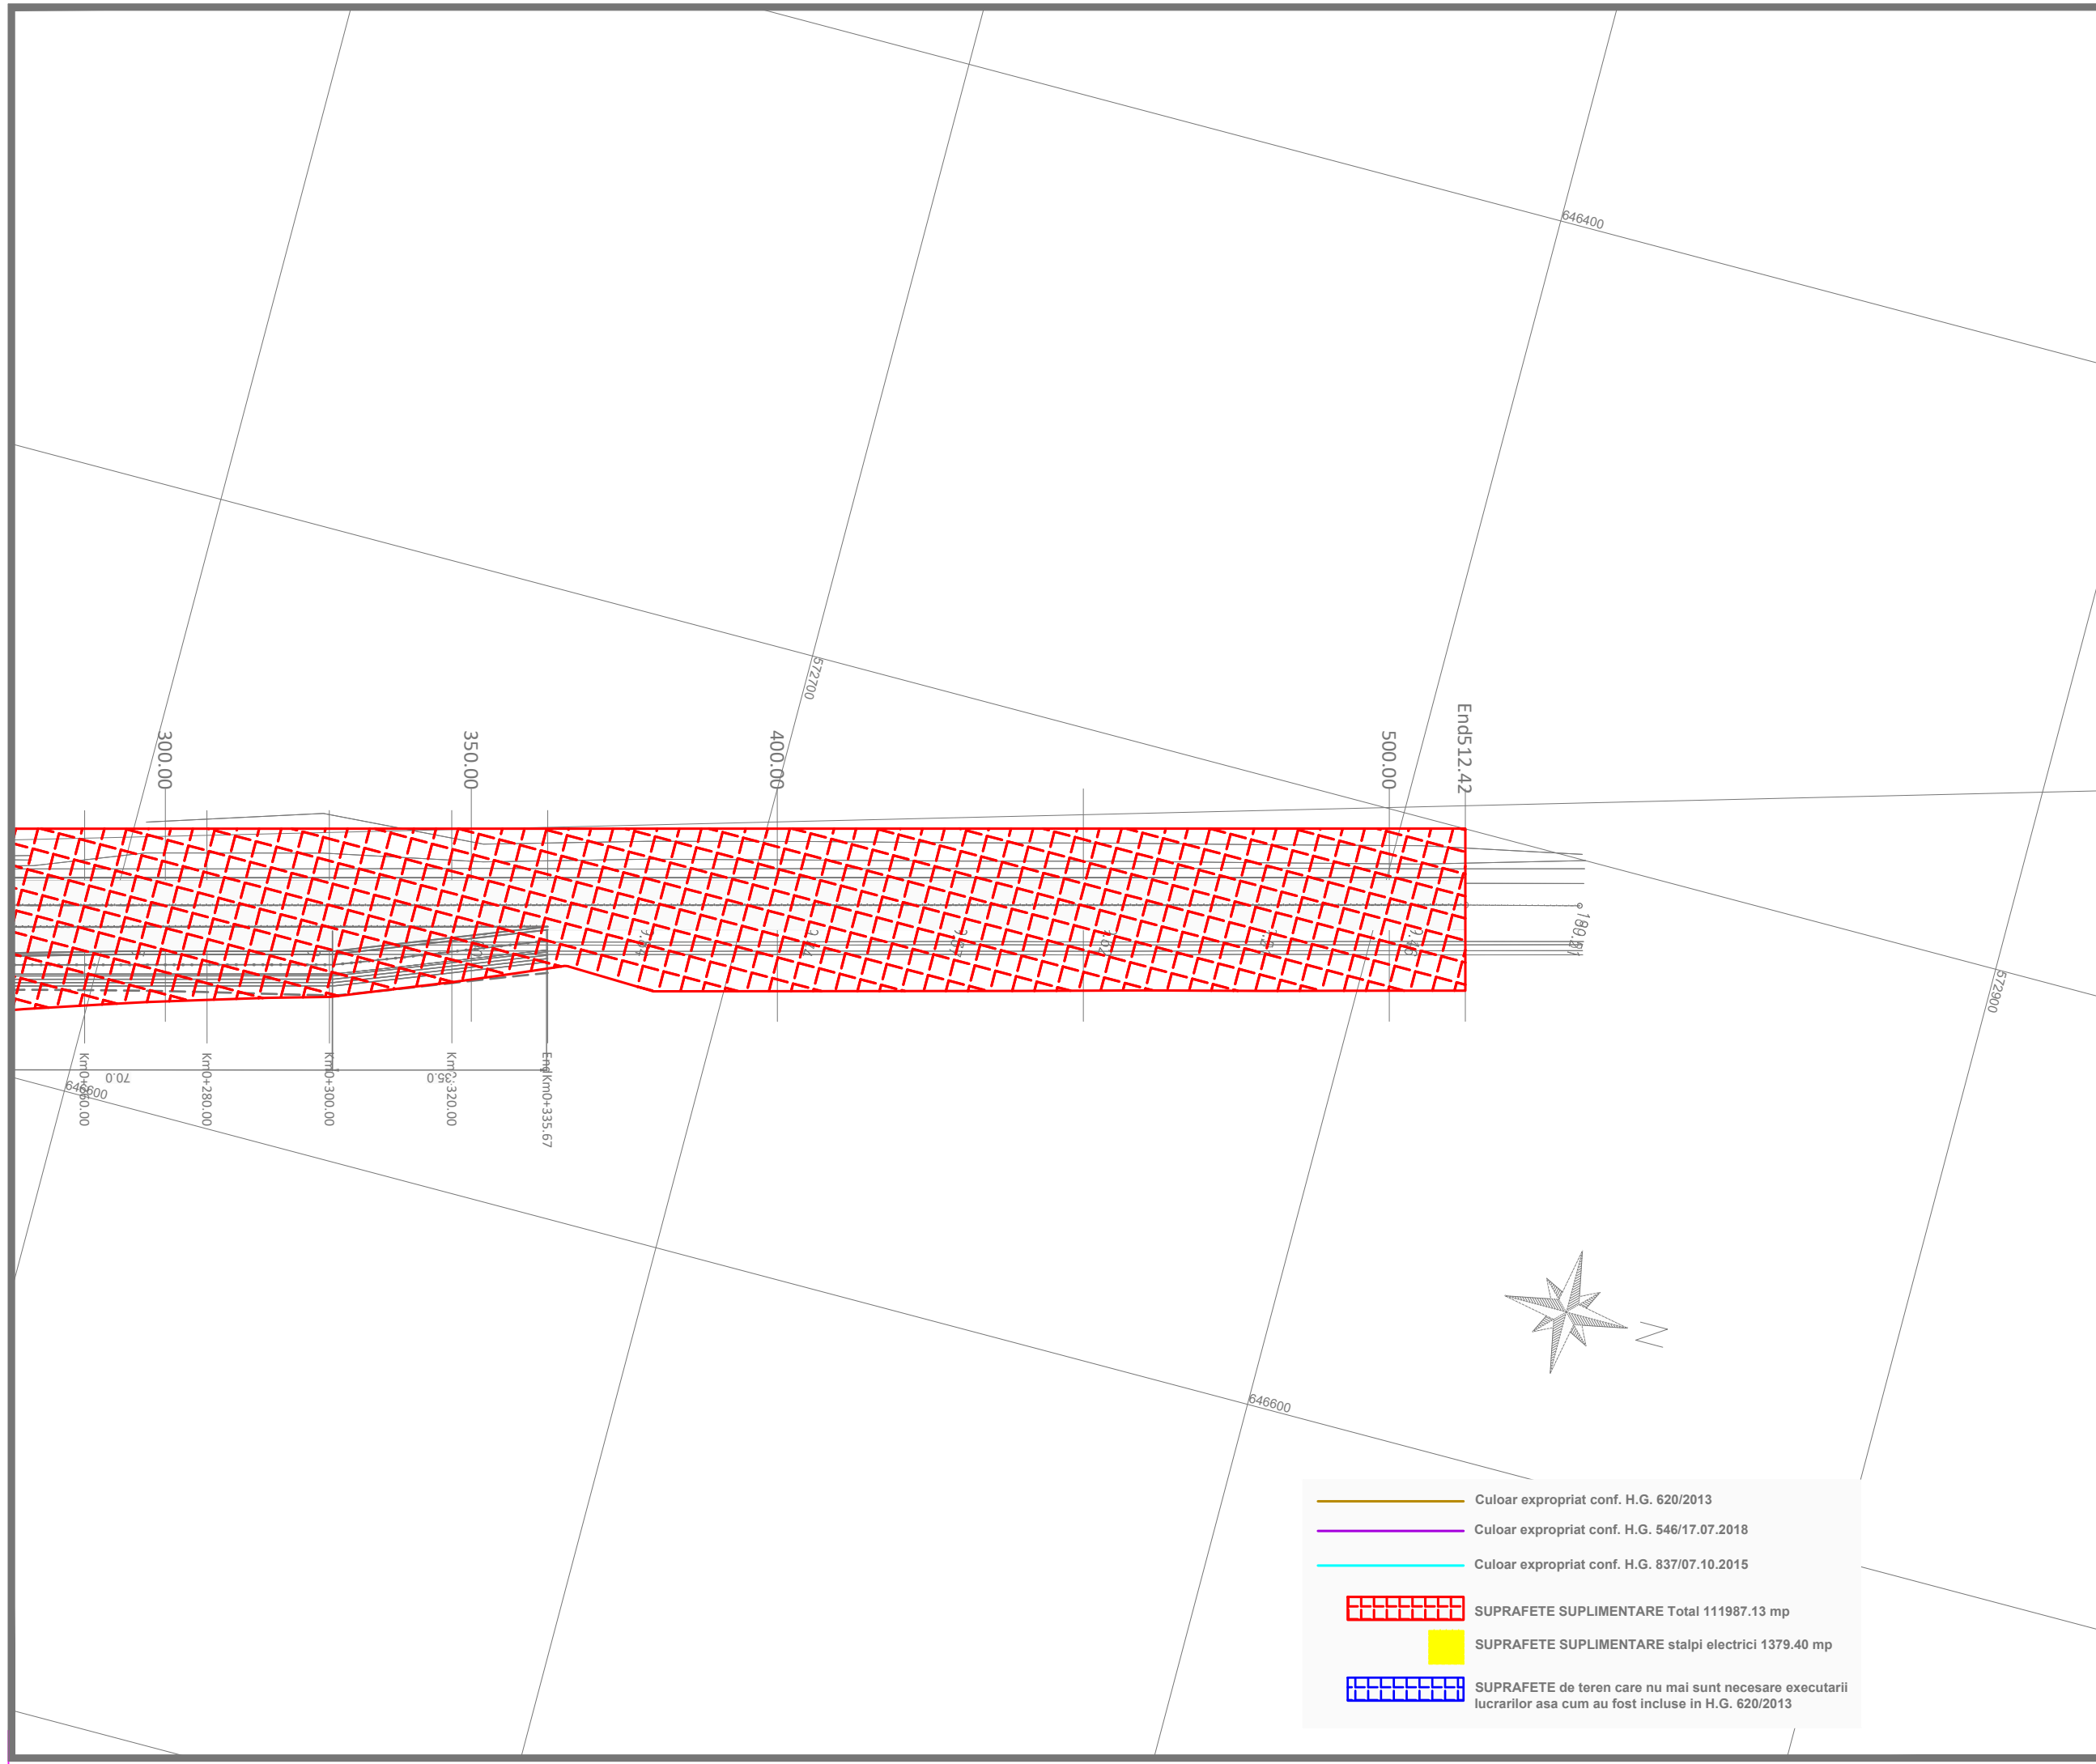 646400
572700
300.00
350.00
400.00
500.00
End512.42
180.51
572900
70.0
35.0
Km0+280.00
Km0+300.00
Km0+320.00
EndKm0+335.67
646600
N
646600
Culoar expropriat conf. H.G. 620/2013
Culoar expropriat conf. H.G. 546/17.07.2018
Culoar expropriat conf. H.G. 837/07.10.2015
SUPRAFETE SUPLIMENTARE Total 111987.13 mp
SUPRAFETE SUPLIMENTARE stalpi electrici 1379.40 mp
SUPRAFETE de teren care nu mai sunt necesare executarii
lucrarilor asa cum au fost incluse in H.G. 620/2013